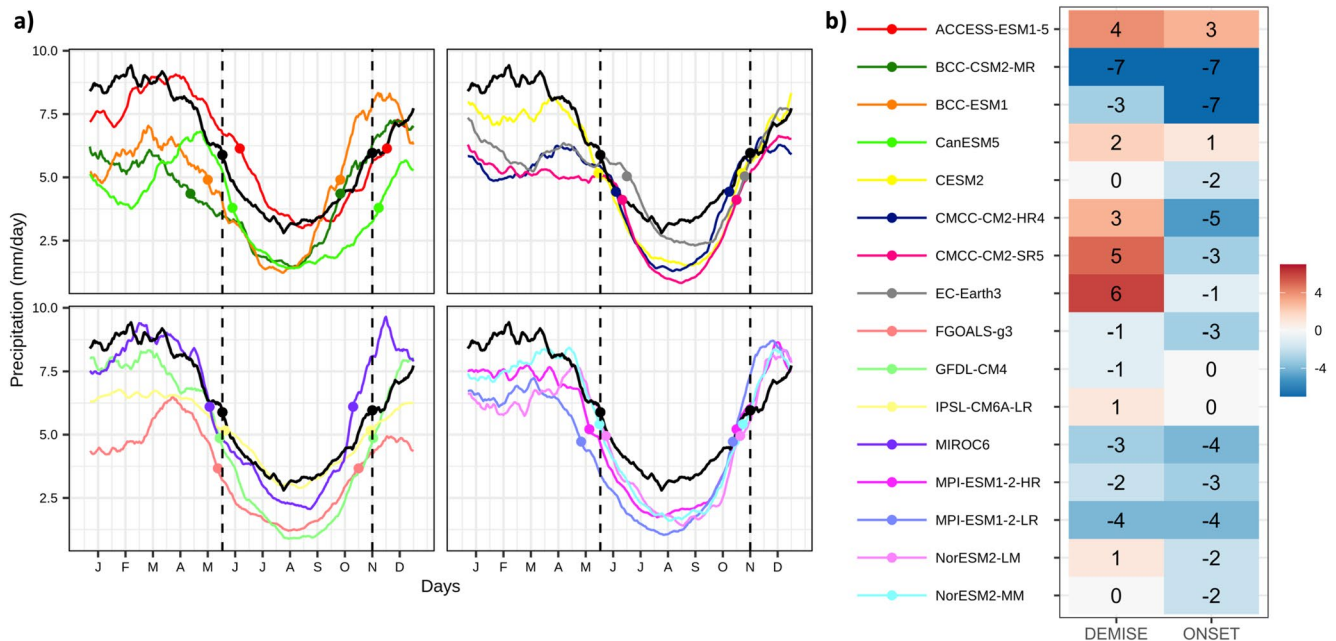 a)
b)
Precipitation (mm/day)
10.0
7.5
5.0
2.5
10.0
7.5
5.0
2.5
J F M A M J J A S O N D
J F M A M J J A S O N D
Days
ACCESS-ESM1-5 4 3
BCC-CSM2-MR -7 -7
BCC-ESM1 -3 -7
CanESM5 2 1
CESM2 0 -2
CMCC-CM2-HR4 3 -5
CMCC-CM2-SR5 5 -3
EC-Earth3 6 -1
FGOALS-g3 -1 -3
GFDL-CM4 -1 0
IPSL-CM6A-LR 1 0
MIROC6 -3 -4
MPI-ESM1-2-HR -2 -3
MPI-ESM1-2-LR -4 -4
NorESM2-LM 1 -2
NorESM2-MM 0 -2
DEMISE ONSET
4
0
-4